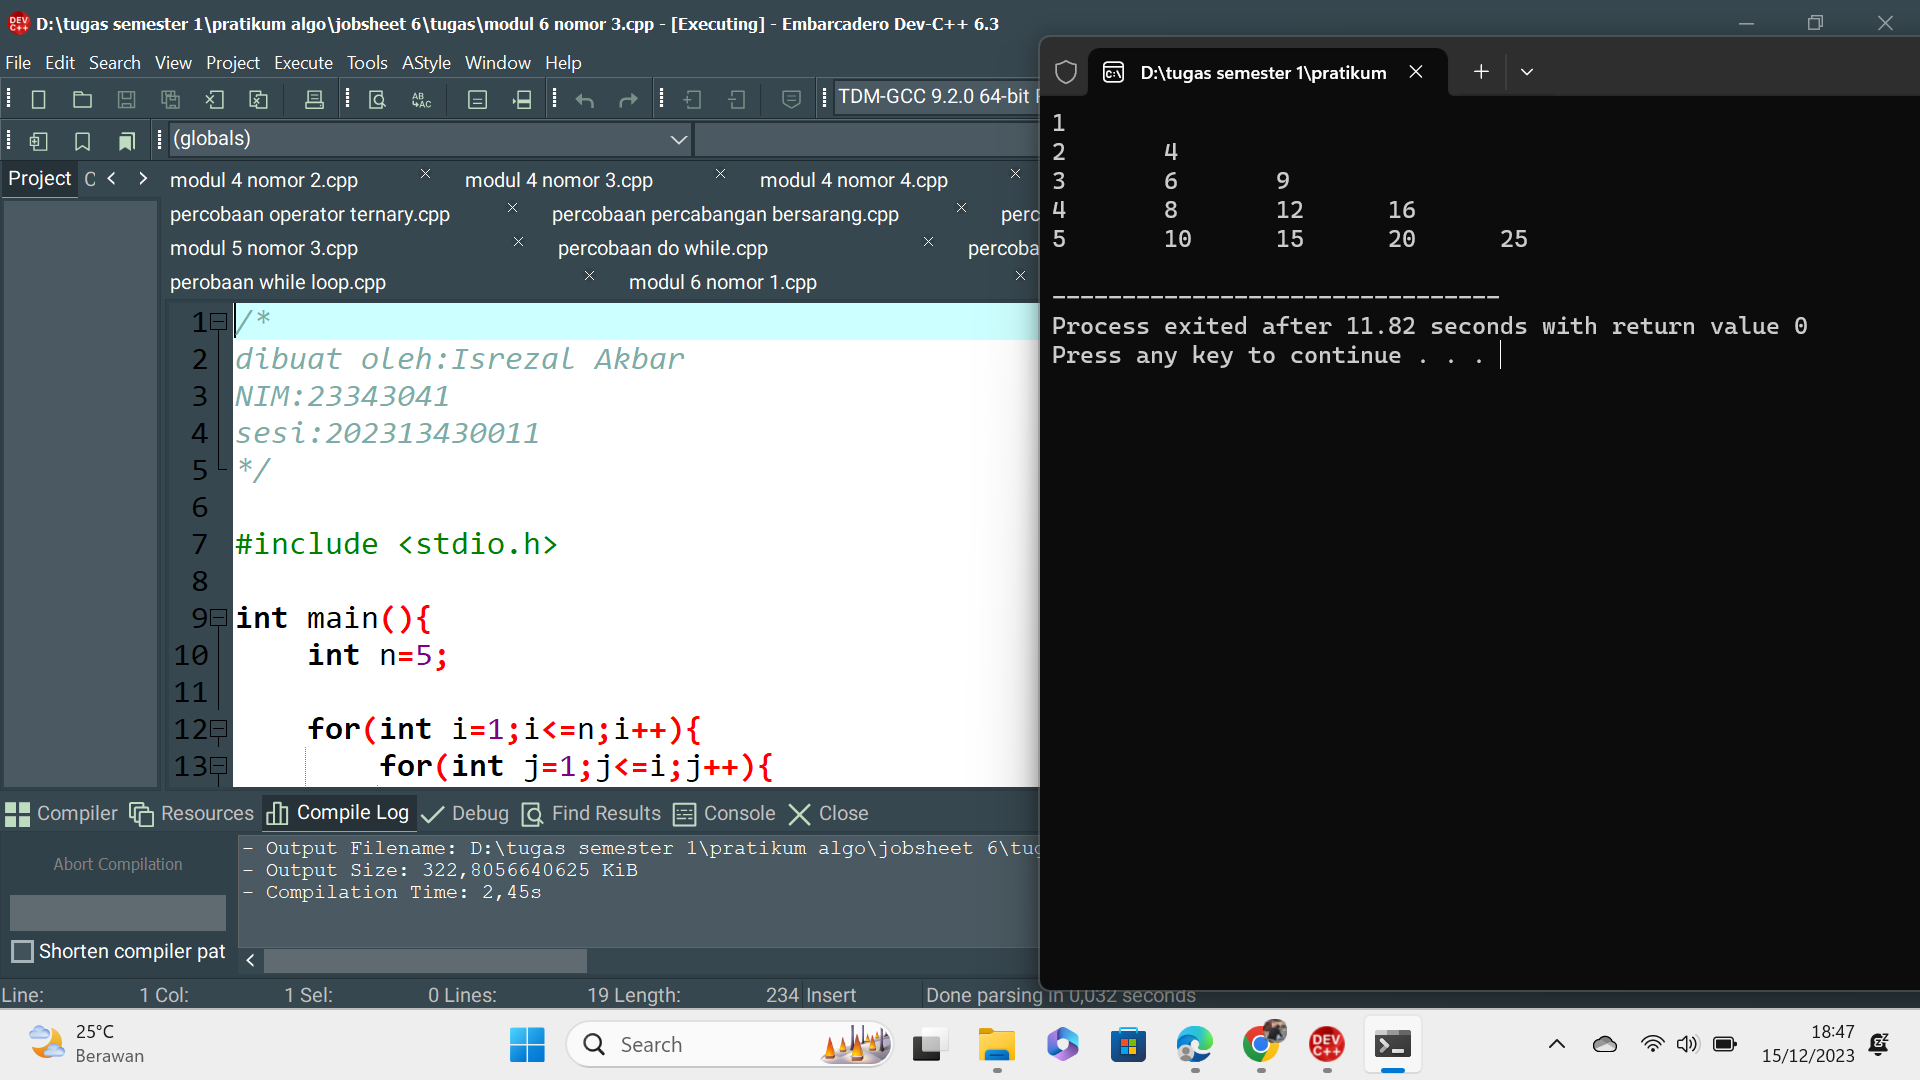 D:\tugas semester 1\pratikum algo\jobsheet 6\tugas\modul 6 nomor 3.cpp - [Executing] - Embarcadero Dev-C++ 6.3
File Edit Search View Project Execute Tools AStyle Window Help
TDM-GCC 9.2.0 64-bit
(globals)
Project
modul 4 nomor 2.cpp modul 4 nomor 3.cpp modul 4 nomor 4.cpp
percobaan operator ternary.cpp percobaan percabangan bersarang.cpp perc
modul 5 nomor 3.cpp percobaan do while.cpp percoba
perobaan while loop.cpp modul 6 nomor 1.cpp
1 /*
2 dibuat oleh:Isrezal Akbar
3 NIM:23343041
4 sesi:202313430011
5 */
6
7 #include <stdio.h>
8
9 int main(){
10 int n=5;
11
12 for(int i=1;i<=n;i++){
13 for(int j=1;j<=i;j++){
Compiler Resources Compile Log Debug Find Results Console Close
Abort Compilation
Shorten compiler pat
- Output Filename: D:\tugas semester 1\pratikum algo\jobsheet 6\tug
- Output Size: 322,8056640625 KiB
- Compilation Time: 2,45s
Line: 1 Col: 1 Sel: 0 Lines: 19 Length: 234 Insert Done parsing in 0,032 seconds
D:\tugas semester 1\pratikum
1
2 4
3 6 9
4 8 12 16
5 10 15 20 25
--------------------------------
Process exited after 11.82 seconds with return value 0
Press any key to continue . . .
25°C
Berawan
Search
DEV C++
18:47
15/12/2023